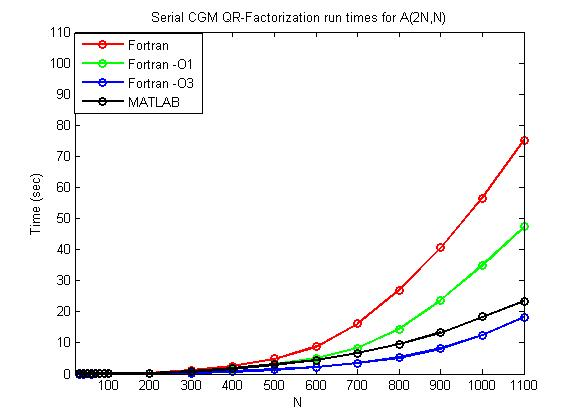 Serial CGM QR-Factorization run times for A(2N,N)
110
100
90
80
70
60
50
40
30
20
10
0
Time (sec)
Fortran
Fortran -O1
Fortran -O3
MATLAB
100 200 300 400 500 600 700 800 900 1000 1100
N